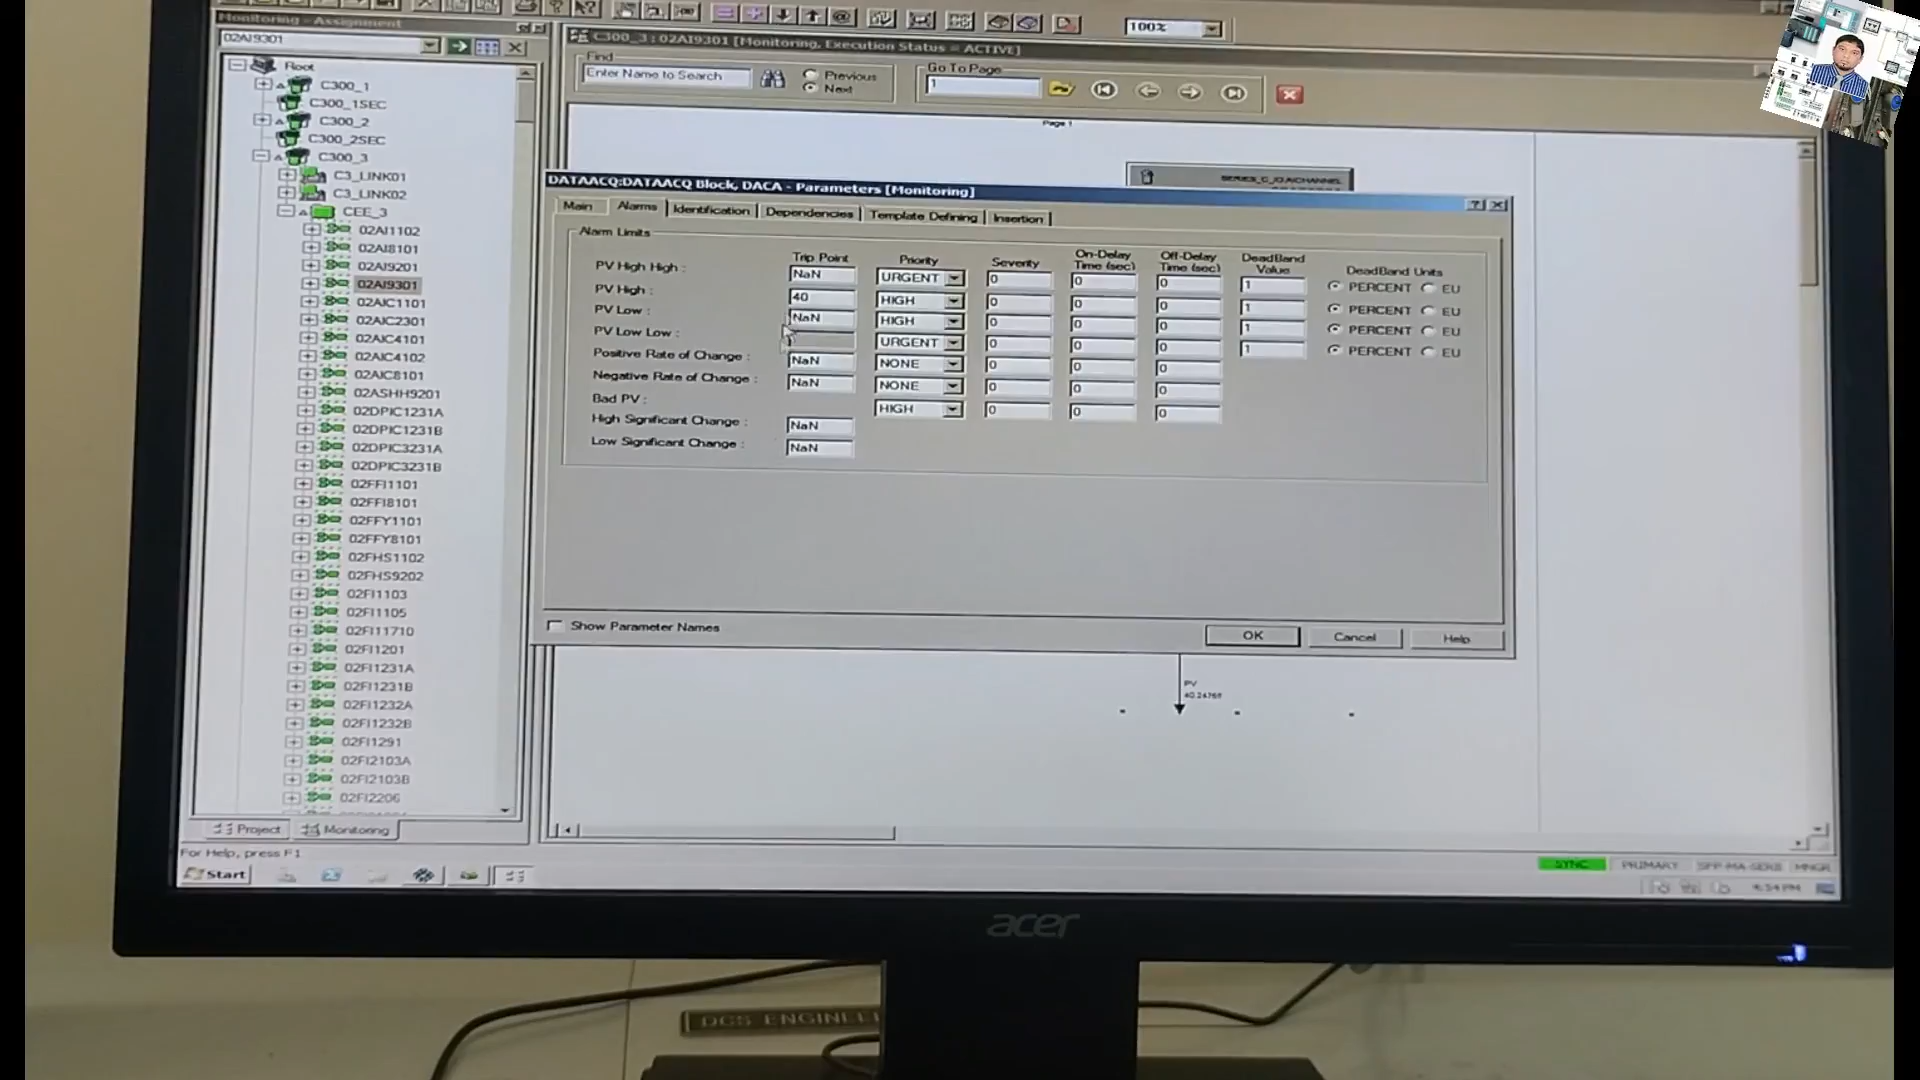 100%
Monitoring - Assignment
02AI9301
C300_3 : 02AI9301 [Monitoring, Execution Status = ACTIVE]
Find
Enter Name to Search
Previous
Next
Go To Page
1
Page 1
Root
C300_1
C300_1SEC
C300_2
C300_2SEC
C300_3
C3_LINK01
C3_LINK02
CEE_3
02AI1102
02AI8101
02AI9201
02AI9301
02AIC1101
02AIC2301
02AIC4101
02AIC4102
02AIC8101
02ASHH9201
02DPIC1231A
02DPIC1231B
02DPIC3231A
02DPIC3231B
02FFI1101
02FFI8101
02FFY1101
02FFY8101
02FHS1102
02FHS9202
02FI1103
02FI1105
02FI11710
02FI1201
02FI1231A
02FI1231B
02FI1232A
02FI1232B
02FI1291
02FI2103A
02FI2103B
02FI2206
Project Monitoring
DATAACQ:DATAACQ Block, DACA - Parameters [Monitoring]
Main Alarms Identification Dependencies Template Defining Insertion
Alarm Limits
Trip Point Priority Severity On-Delay Time (sec) Off-Delay Time (sec) DeadBand Value DeadBand Units
PV High High : NaN URGENT 0 0 0 1 PERCENT EU
PV High : 40 HIGH 0 0 0 1 PERCENT EU
PV Low : NaN HIGH 0 0 0 1 PERCENT EU
PV Low Low : URGENT 0 0 0 1 PERCENT EU
Positive Rate of Change : NaN NONE 0 0 0
Negative Rate of Change : NaN NONE 0 0 0
Bad PV : HIGH 0 0 0
High Significant Change : NaN
Low Significant Change : NaN
Show Parameter Names
OK Cancel Help
PV
For Help, press F1
SYNC PRIMARY MNGR
Start
4:54 PM
acer
DCS ENGINEE